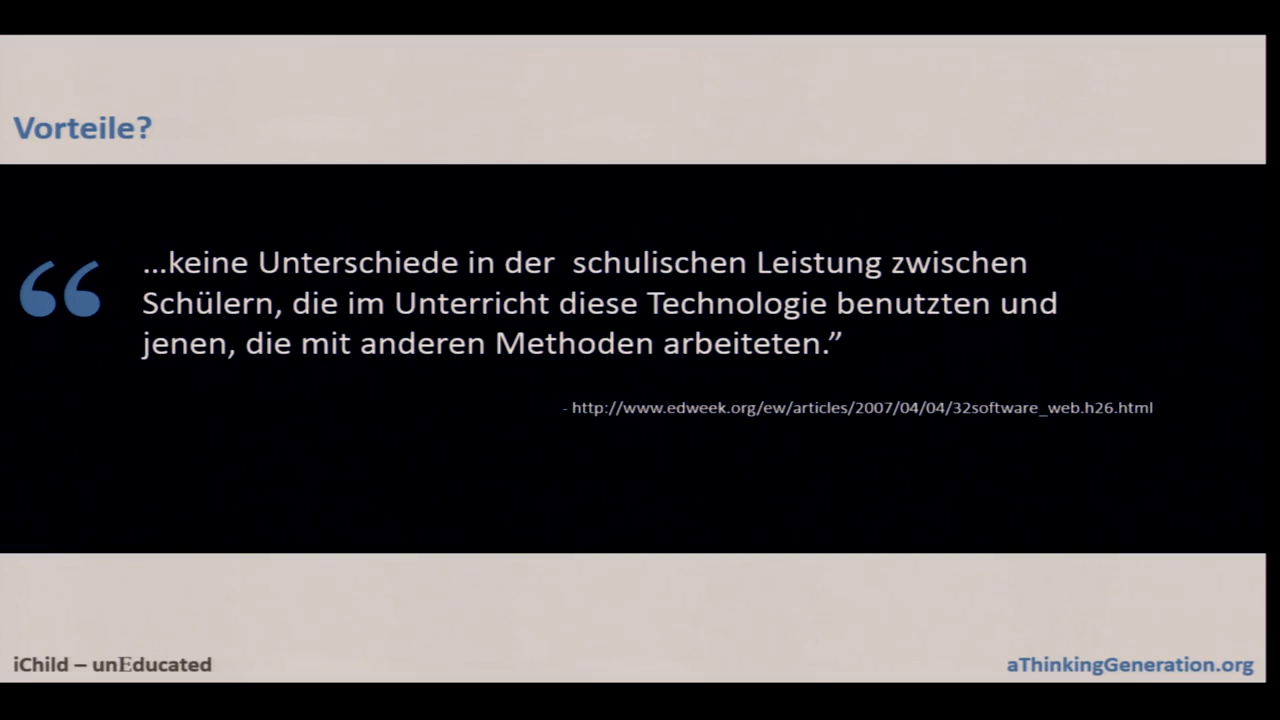 Vorteile?
“
…keine Unterschiede in der schulischen Leistung zwischen
Schülern, die im Unterricht diese Technologie benutzten und
jenen, die mit anderen Methoden arbeiteten.”
- http://www.edweek.org/ew/articles/2007/04/04/32software_web.h26.html
iChild – unEducated
aThinkingGeneration.org